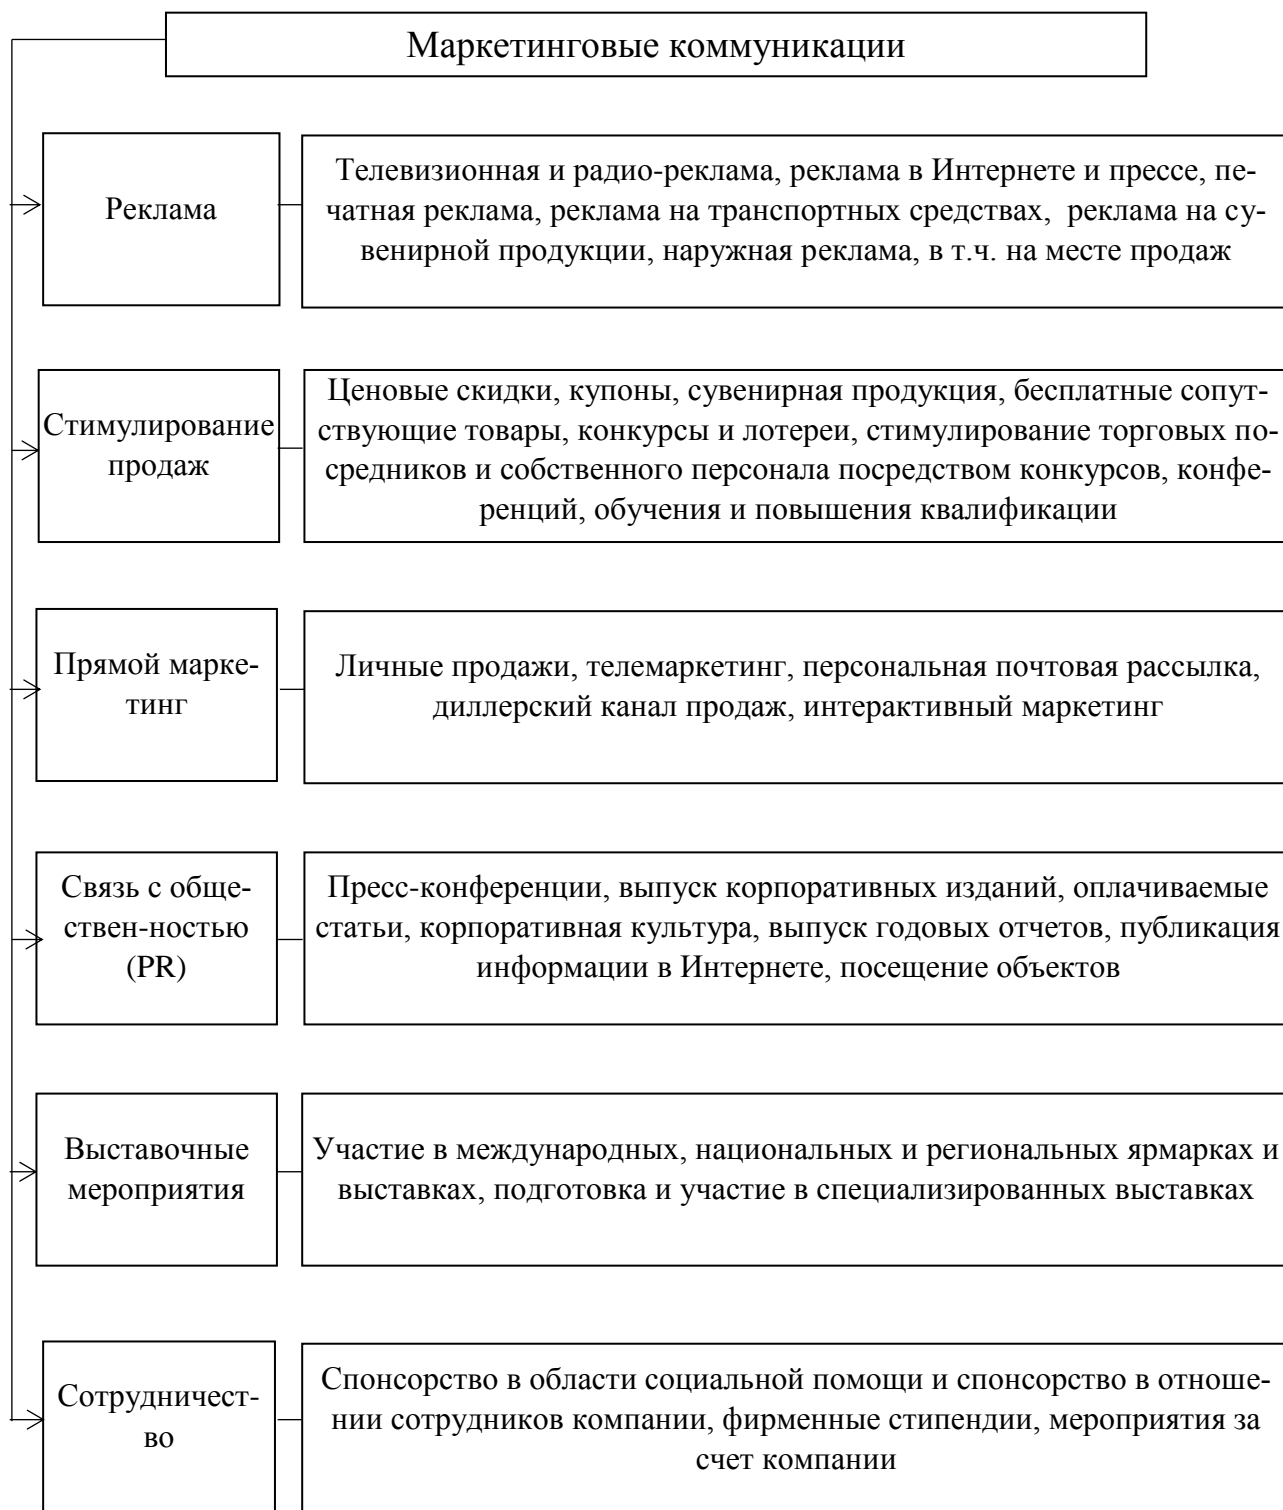 Маркетинговые коммуникации
Реклама
Телевизионная и радио-реклама, реклама в Интернете и прессе, пе-
чатная реклама, реклама на транспортных средствах,  реклама на су-
венирной продукции, наружная реклама, в т.ч. на месте продаж
Стимулирование
продаж
Ценовые скидки, купоны, сувенирная продукция, бесплатные сопут-
ствующие товары, конкурсы и лотереи, стимулирование торговых по-
средников и собственного персонала посредством конкурсов, конфе-
ренций, обучения и повышения квалификации
Прямой марке-
тинг
Личные продажи, телемаркетинг, персональная почтовая рассылка,
диллерский канал продаж, интерактивный маркетинг
Связь с обще-
ствен-ностью
(PR)
Пресс-конференции, выпуск корпоративных изданий, оплачиваемые
статьи, корпоративная культура, выпуск годовых отчетов, публикация
информации в Интернете, посещение объектов
Выставочные
мероприятия
Участие в международных, национальных и региональных ярмарках и
выставках, подготовка и участие в специализированных выставках
Сотрудничест-
во
Спонсорство в области социальной помощи и спонсорство в отноше-
нии сотрудников компании, фирменные стипендии, мероприятия за
счет компании